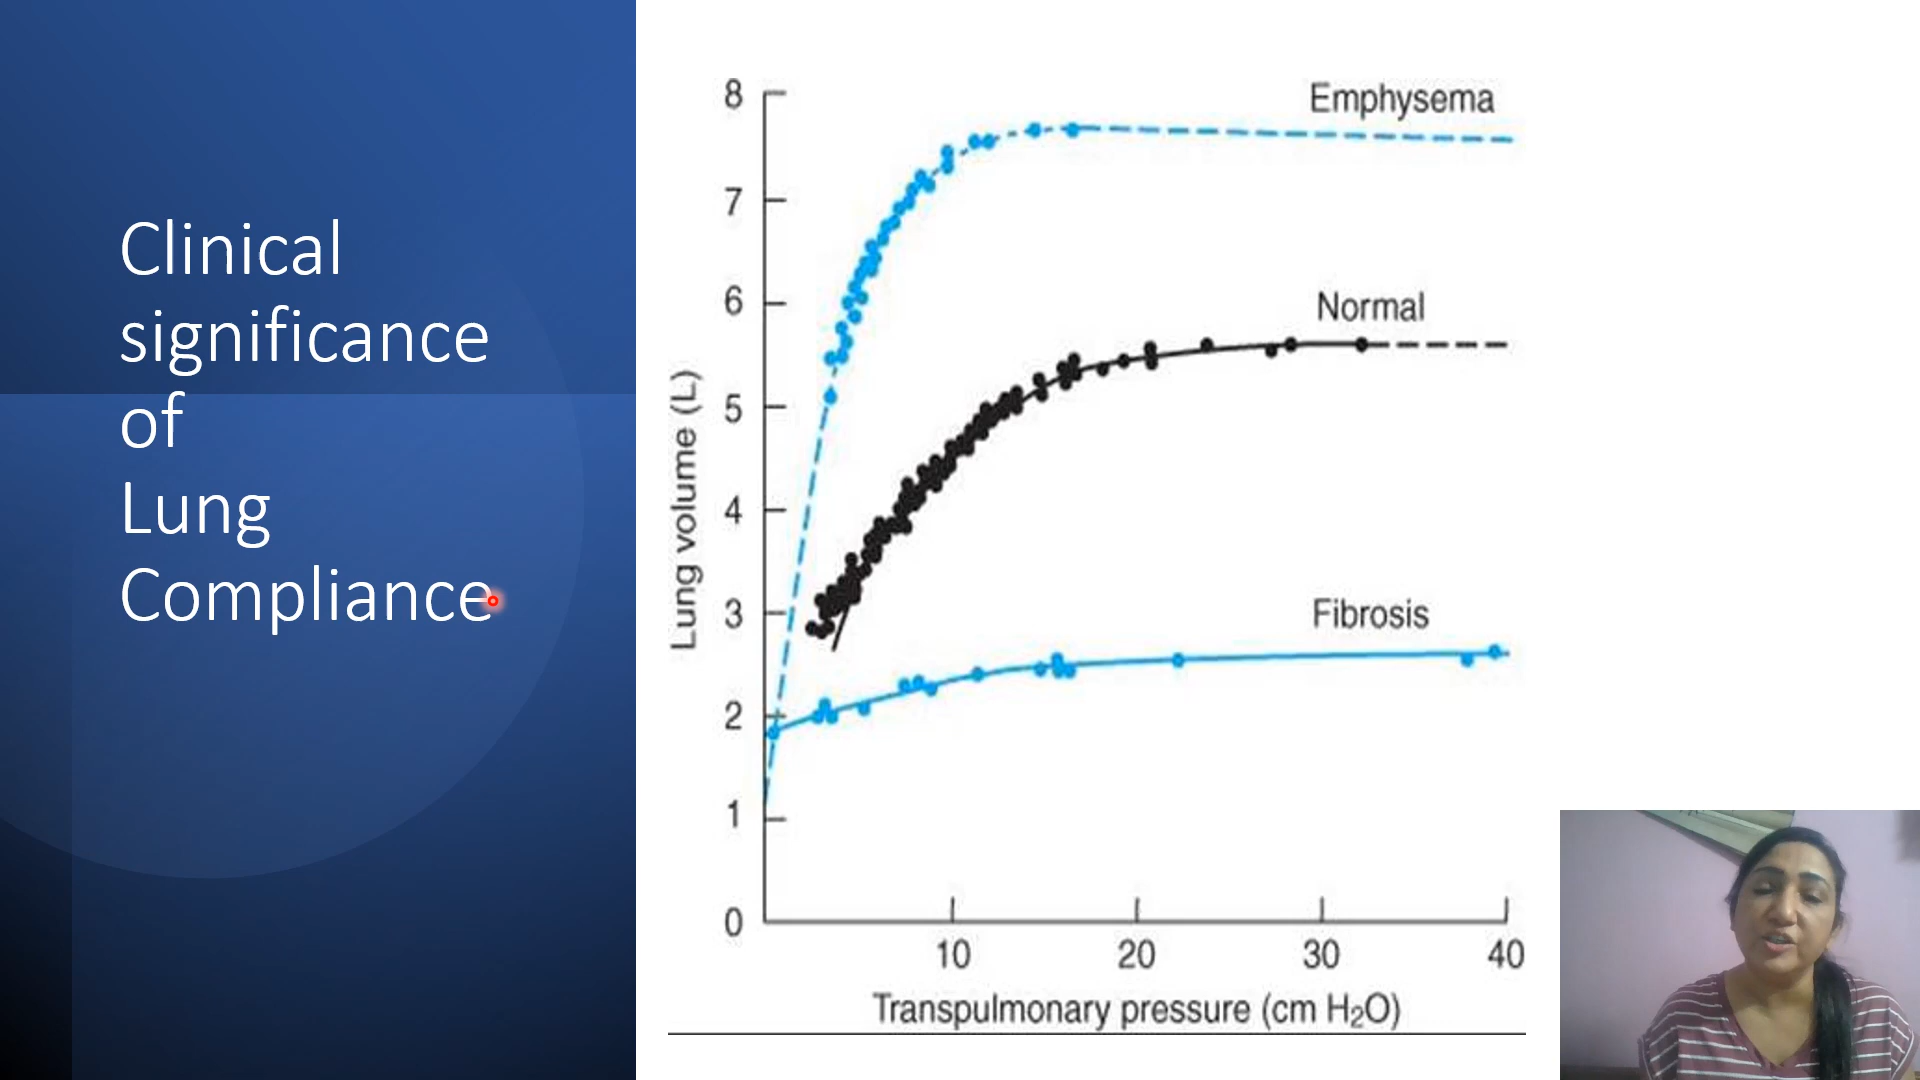 Clinical
significance
of
Lung
Compliance
8
7
6
5
4
3
2
1
0
Lung volume (L)
Emphysema
Normal
Fibrosis
10 20 30 40
Transpulmonary pressure (cm H₂O)